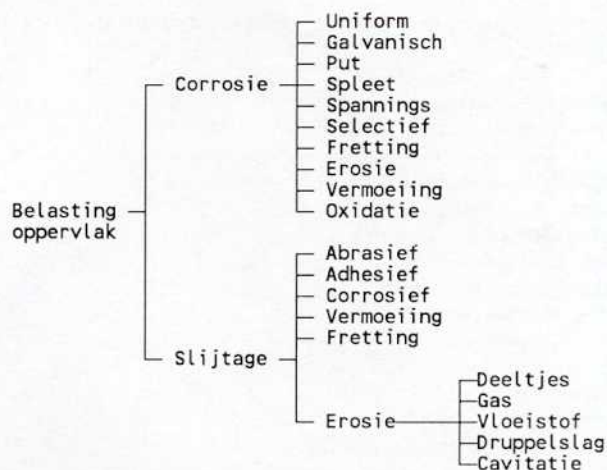 Uniform
Galvanisch
Put
Corrosie
Spleet
Spannings
Selectief
Fretting
Erosie
Vermoeiing
Belasting
oppervlak
Oxidatie
Abrasief
Adhesief
Corrosief
Vermoeiing
Slijtage
Fretting
Deeltjes
Gas
Erosie
Vloeistof
Druppelslag
Cavitatie